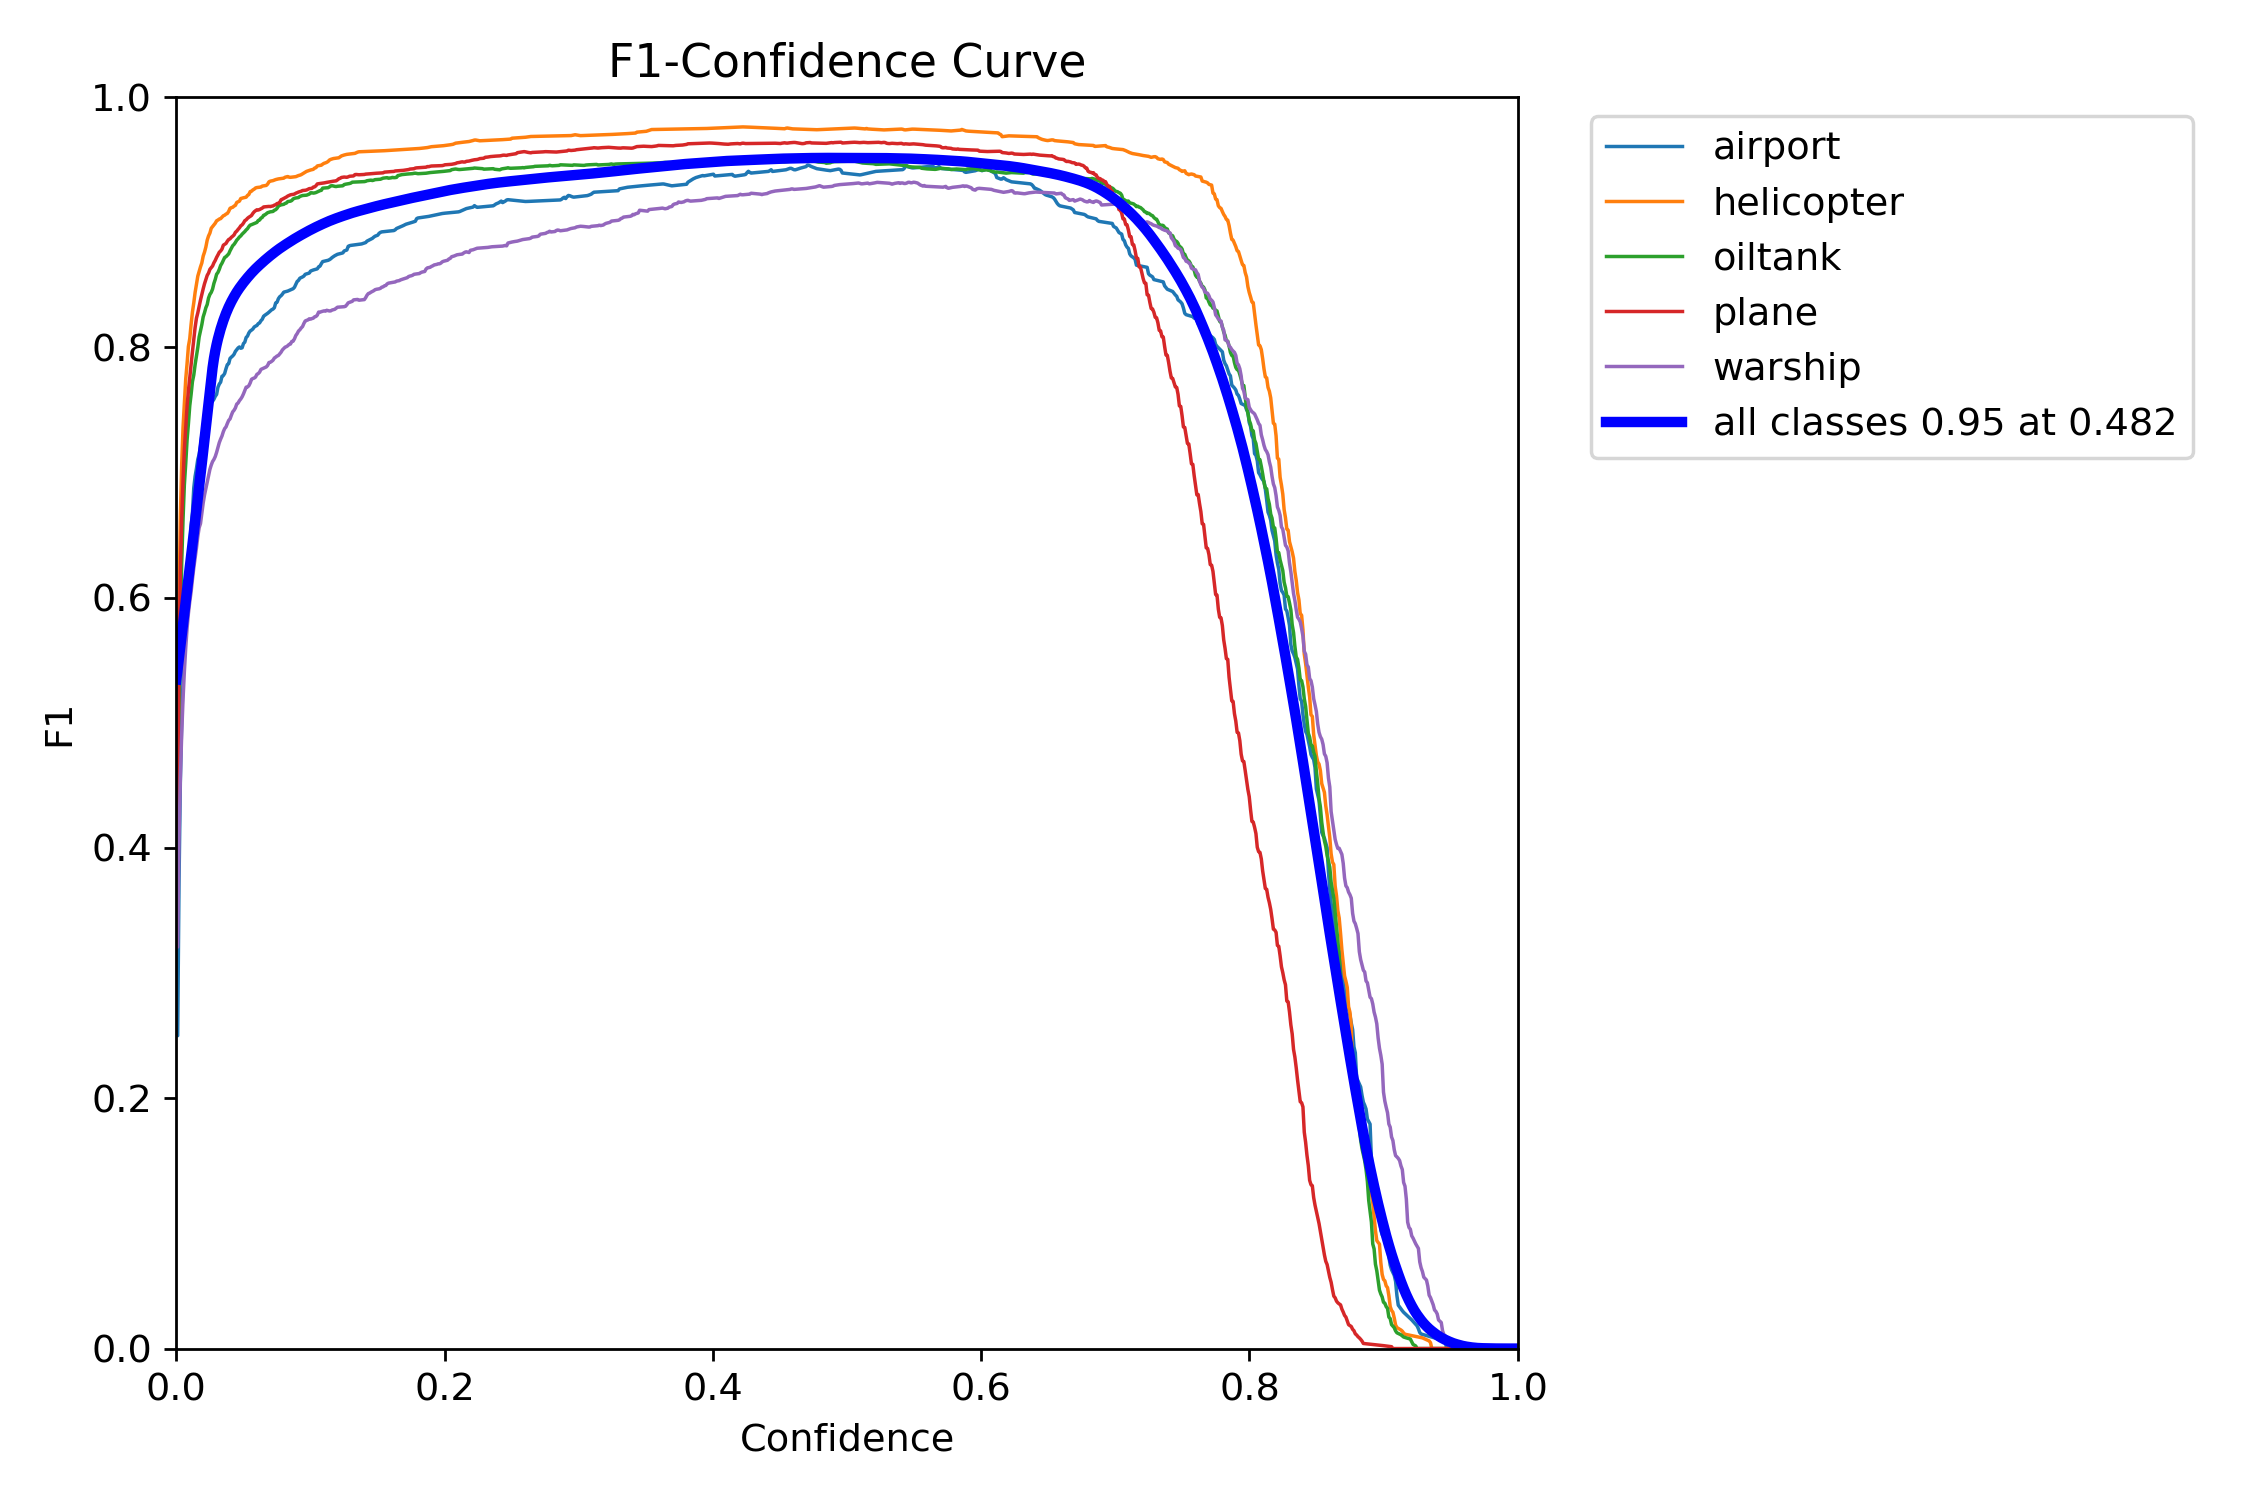 F1-Confidence Curve
1.0
0.8
0.6
0.4
0.2
0.0
F1
0.0 0.2 0.4 0.6 0.8 1.0
Confidence
airport
helicopter
oiltank
plane
warship
all classes 0.95 at 0.482